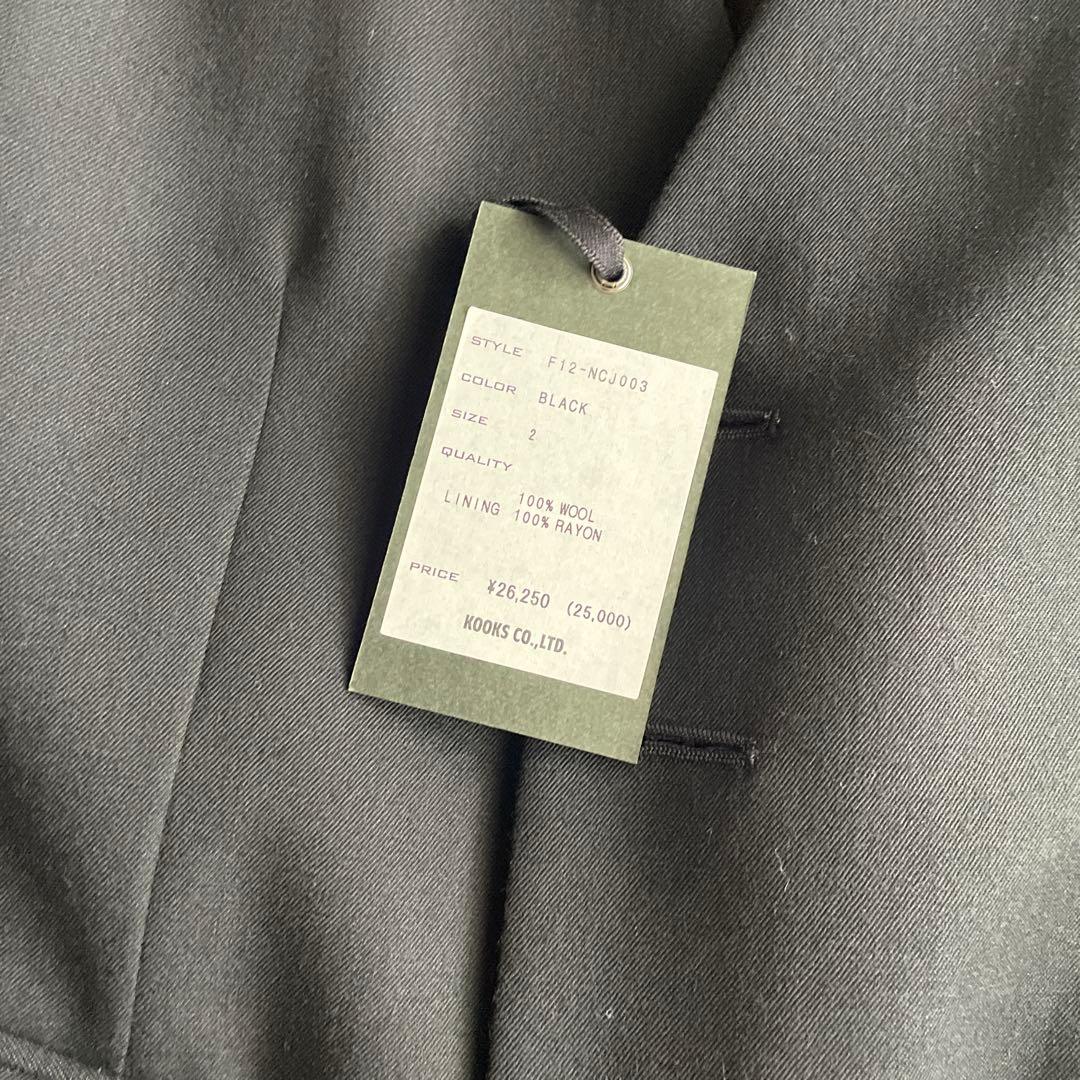 STYLE F12-NCJ003
COLOR BLACK
SIZE 2
QUALITY
100% WOOL
LINING 100% RAYON
PRICE ¥26,250 (25,000)
KOOKS CO.,LTD.